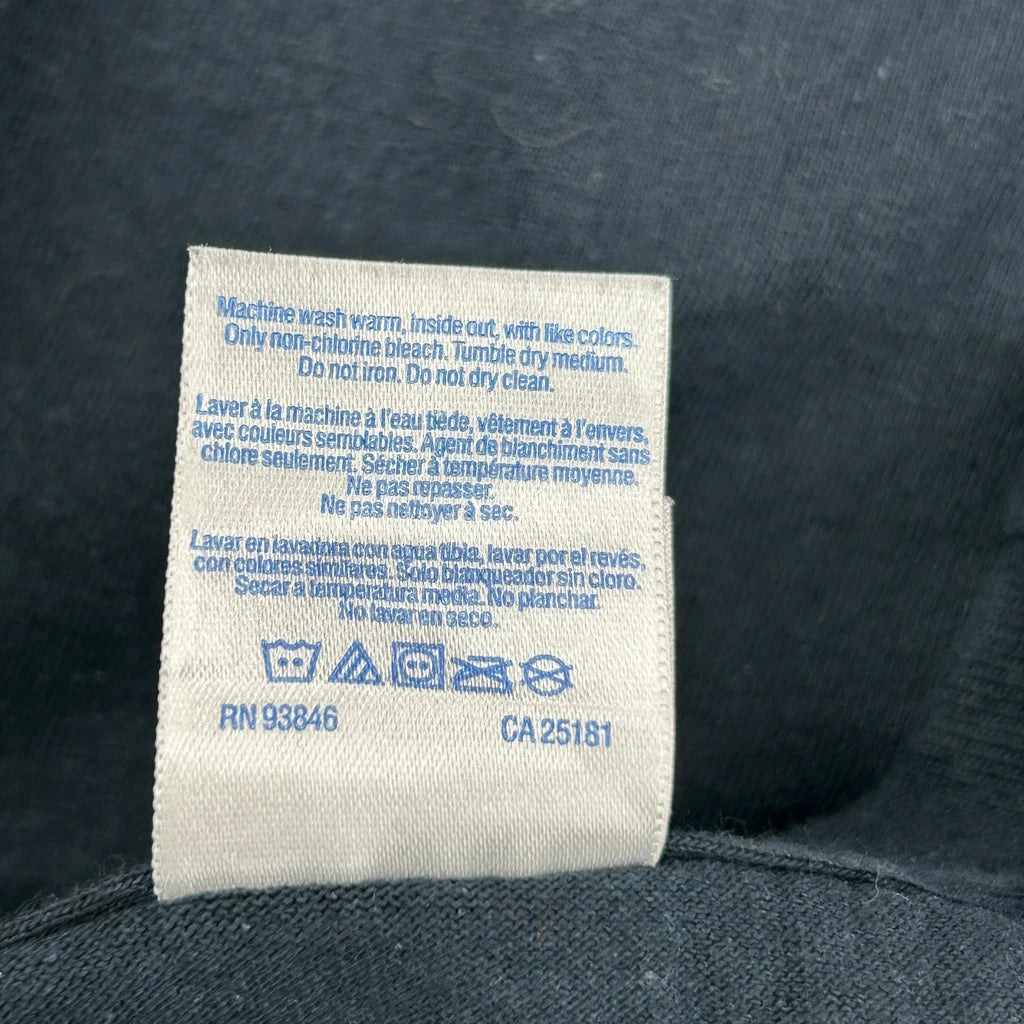 Machine wash warm, inside out, with like colors.
Only non-chlorine bleach. Tumble dry medium.
Do not iron. Do not dry clean.
Laver à la machine à l'eau tiède, vêtement à l'envers,
avec couleurs semblables. Agent de blanchiment sans
chlore seulement. Sécher à température moyenne.
Ne pas repasser.
Ne pas nettoyer à sec.
Lavar en lavadora con agua tibia, lavar por el revés,
con colores similares. Solo blanqueador sin cloro.
Secar a temperatura media. No planchar.
No lavar en seco.
RN 93846 CA 25181